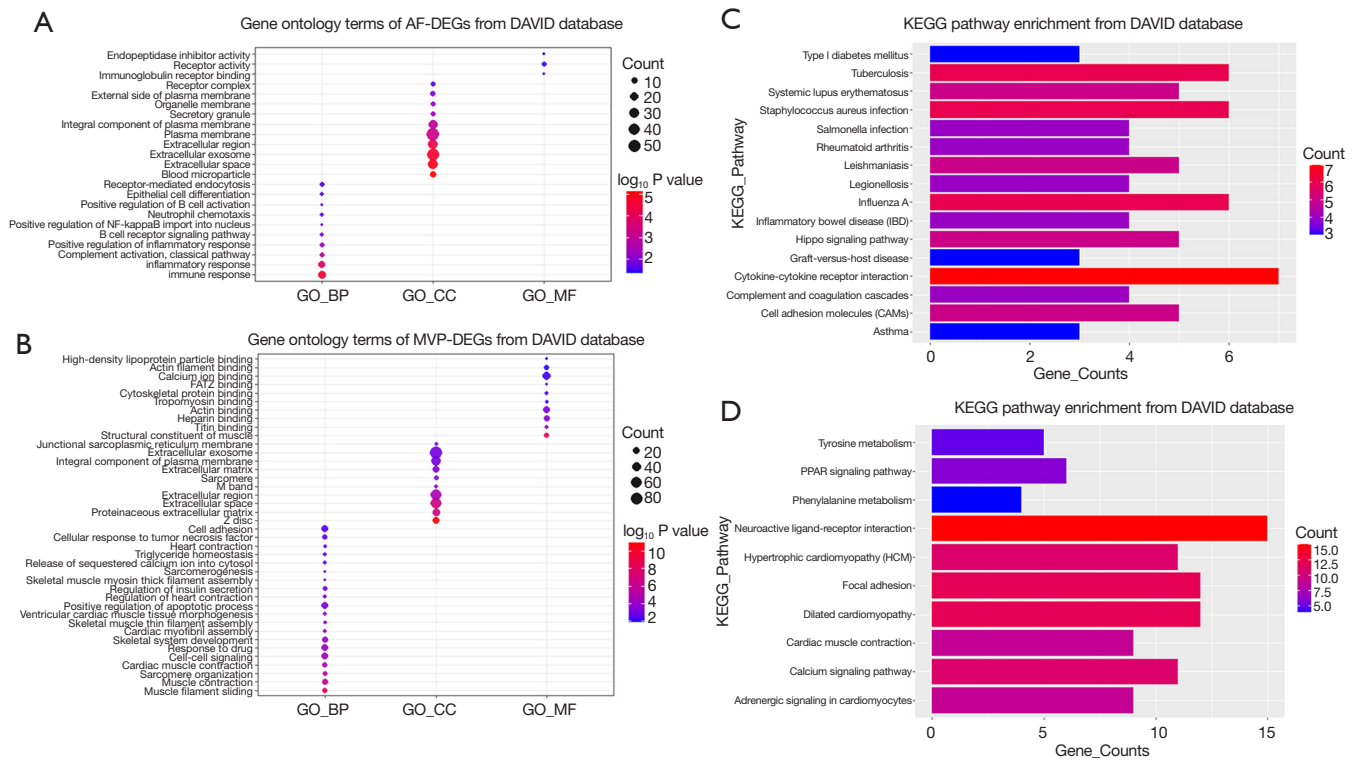 A
Gene ontology terms of AF-DEGs from DAVID database
Endopeptidase inhibitor activity
Receptor activity
Immunoglobulin receptor binding
Receptor complex
External side of plasma membrane
Organelle membrane
Secretory granule
Integral component of plasma membrane
Plasma membrane
Extracellular region
Extracellular exosome
Extracellular space
Blood microparticle
Receptor-mediated endocytosis
Epithelial cell differentiation
Positive regulation of B cell activation
Neutrophil chemotaxis
Positive regulation of NF-kappaB import into nucleus
B cell receptor signaling pathway
Positive regulation of inflammatory response
Complement activation, classical pathway
inflammatory response
immune response
GO_BP GO_CC GO_MF
Count
10
20
30
40
50
log₁₀ P value
5
4
3
2
B
Gene ontology terms of MVP-DEGs from DAVID database
High-density lipoprotein particle binding
Actin filament binding
Calcium ion binding
FATZ binding
Cytoskeletal protein binding
Tropomyosin binding
Actin binding
Heparin binding
Titin binding
Structural constituent of muscle
Junctional sarcoplasmic reticulum membrane
Extracellular exosome
Integral component of plasma membrane
Extracellular matrix
Sarcomere
M band
Extracellular region
Extracellular space
Proteinaceous extracellular matrix
Z disc
Cell adhesion
Cellular response to tumor necrosis factor
Heart contraction
Triglyceride homeostasis
Release of sequestered calcium ion into cytosol
Sarcomerogenesis
Skeletal muscle myosin thick filament assembly
Regulation of insulin secretion
Regulation of heart contraction
Positive regulation of apoptotic process
Ventricular cardiac muscle tissue morphogenesis
Skeletal muscle thin filament assembly
Cardiac myofibril assembly
Skeletal system development
Response to drug
Cell-cell signaling
Cardiac muscle contraction
Sarcomere organization
Muscle contraction
Muscle filament sliding
GO_BP GO_CC GO_MF
Count
20
40
60
80
log₁₀ P value
10
8
6
4
2
C
KEGG pathway enrichment from DAVID database
KEGG_Pathway
Type I diabetes mellitus
Tuberculosis
Systemic lupus erythematosus
Staphylococcus aureus infection
Salmonella infection
Rheumatoid arthritis
Leishmaniasis
Legionellosis
Influenza A
Inflammatory bowel disease (IBD)
Hippo signaling pathway
Graft-versus-host disease
Cytokine-cytokine receptor interaction
Complement and coagulation cascades
Cell adhesion molecules (CAMs)
Asthma
0 2 4 6
Gene_Counts
Count
7
6
5
4
3
D
KEGG pathway enrichment from DAVID database
KEGG_Pathway
Tyrosine metabolism
PPAR signaling pathway
Phenylalanine metabolism
Neuroactive ligand-receptor interaction
Hypertrophic cardiomyopathy (HCM)
Focal adhesion
Dilated cardiomyopathy
Cardiac muscle contraction
Calcium signaling pathway
Adrenergic signaling in cardiomyocytes
0 5 10 15
Gene_Counts
Count
15.0
12.5
10.0
7.5
5.0